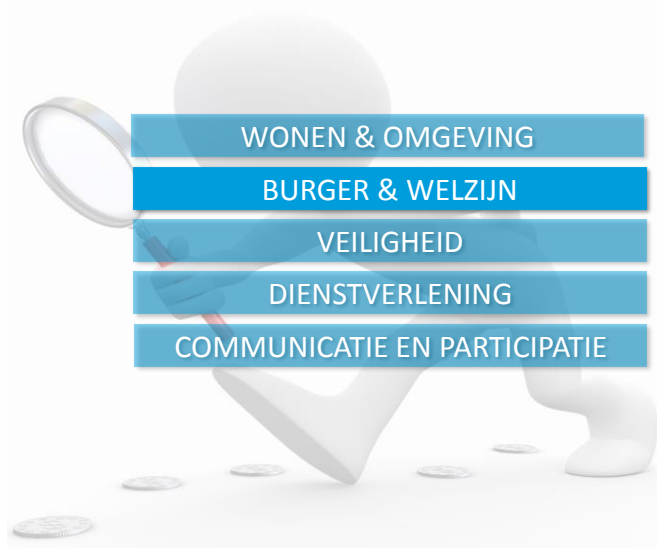 WONEN & OMGEVING
BURGER & WELZIJN
VEILIGHEID
DIENSTVERLENING
COMMUNICATIE EN PARTICIPATIE